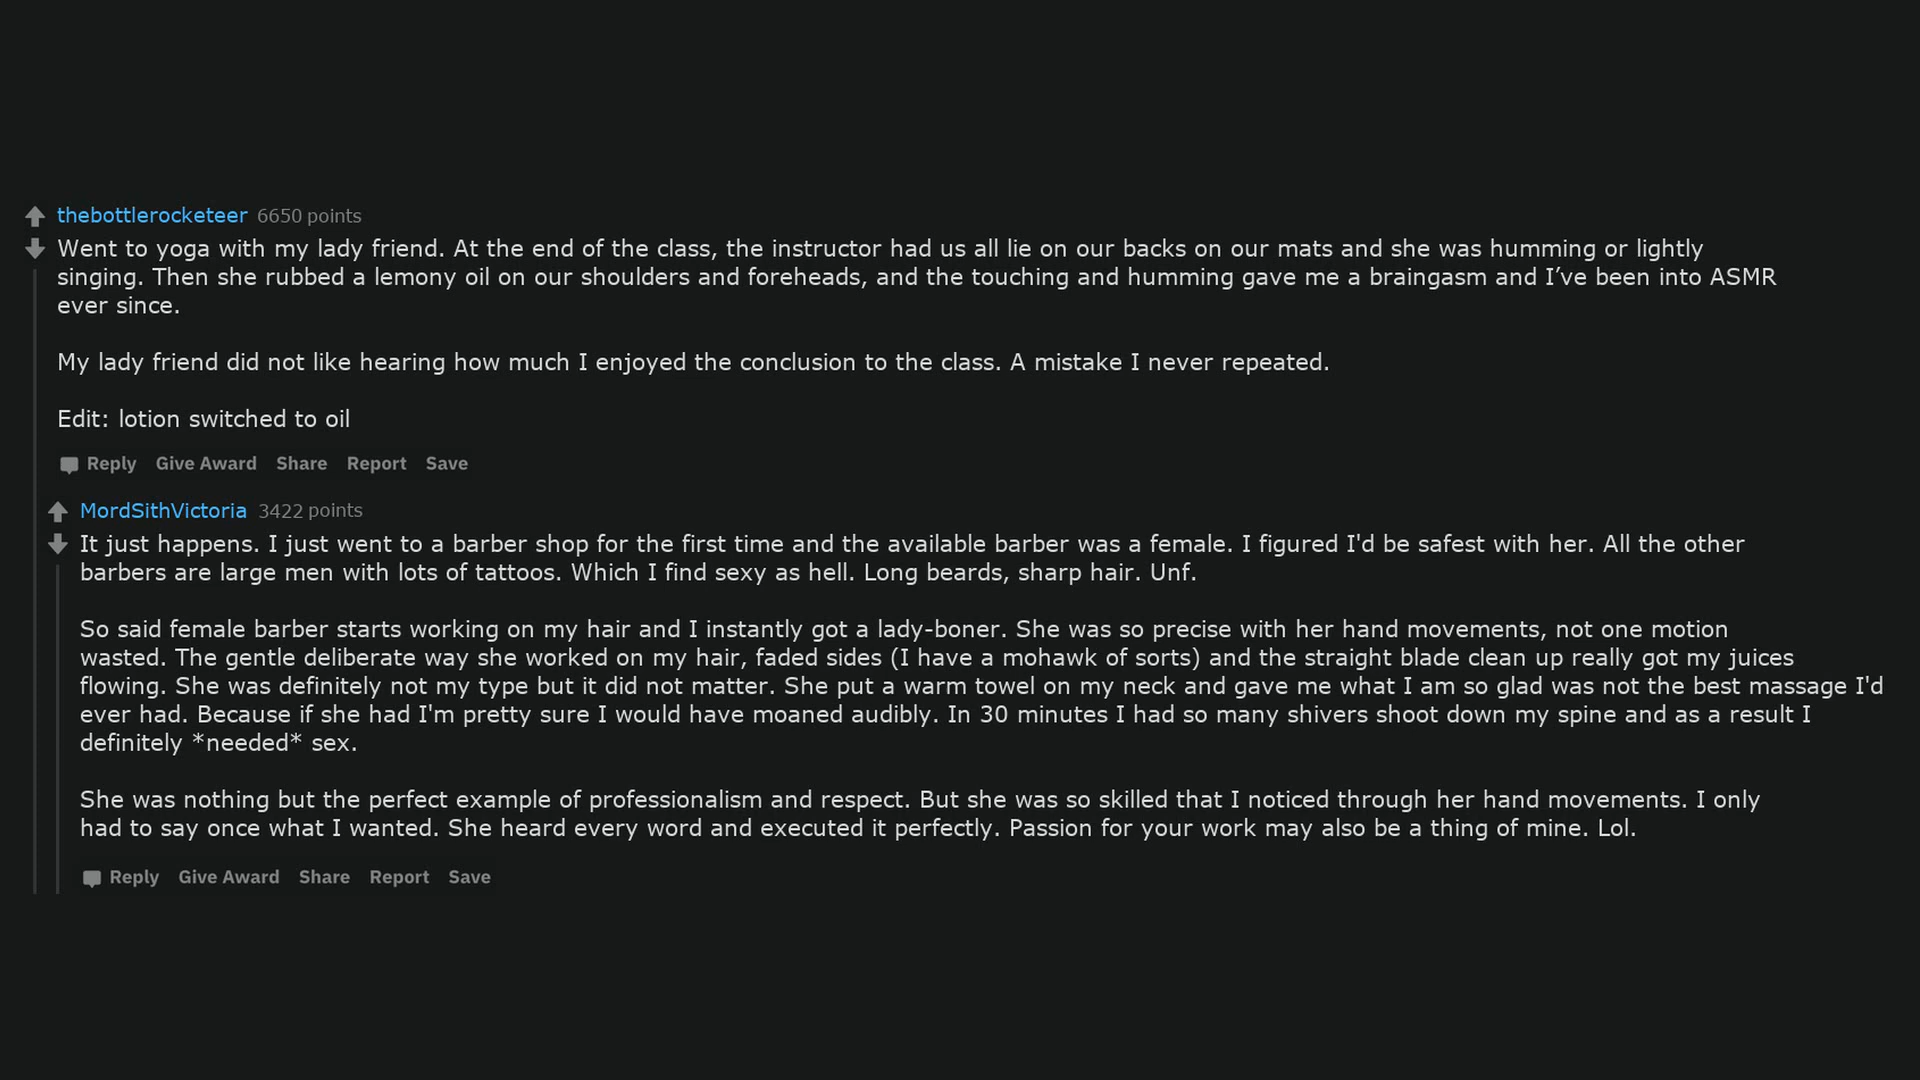 thebottlerocketeer 6650 points
Went to yoga with my lady friend. At the end of the class, the instructor had us all lie on our backs on our mats and she was humming or lightly
singing. Then she rubbed a lemony oil on our shoulders and foreheads, and the touching and humming gave me a braingasm and I’ve been into ASMR
ever since.
My lady friend did not like hearing how much I enjoyed the conclusion to the class. A mistake I never repeated.
Edit: lotion switched to oil
Reply Give Award Share Report Save
MordSithVictoria 3422 points
It just happens. I just went to a barber shop for the first time and the available barber was a female. I figured I'd be safest with her. All the other
barbers are large men with lots of tattoos. Which I find sexy as hell. Long beards, sharp hair. Unf.
So said female barber starts working on my hair and I instantly got a lady-boner. She was so precise with her hand movements, not one motion
wasted. The gentle deliberate way she worked on my hair, faded sides (I have a mohawk of sorts) and the straight blade clean up really got my juices
flowing. She was definitely not my type but it did not matter. She put a warm towel on my neck and gave me what I am so glad was not the best massage I'd
ever had. Because if she had I'm pretty sure I would have moaned audibly. In 30 minutes I had so many shivers shoot down my spine and as a result I
definitely *needed* sex.
She was nothing but the perfect example of professionalism and respect. But she was so skilled that I noticed through her hand movements. I only
had to say once what I wanted. She heard every word and executed it perfectly. Passion for your work may also be a thing of mine. Lol.
Reply Give Award Share Report Save